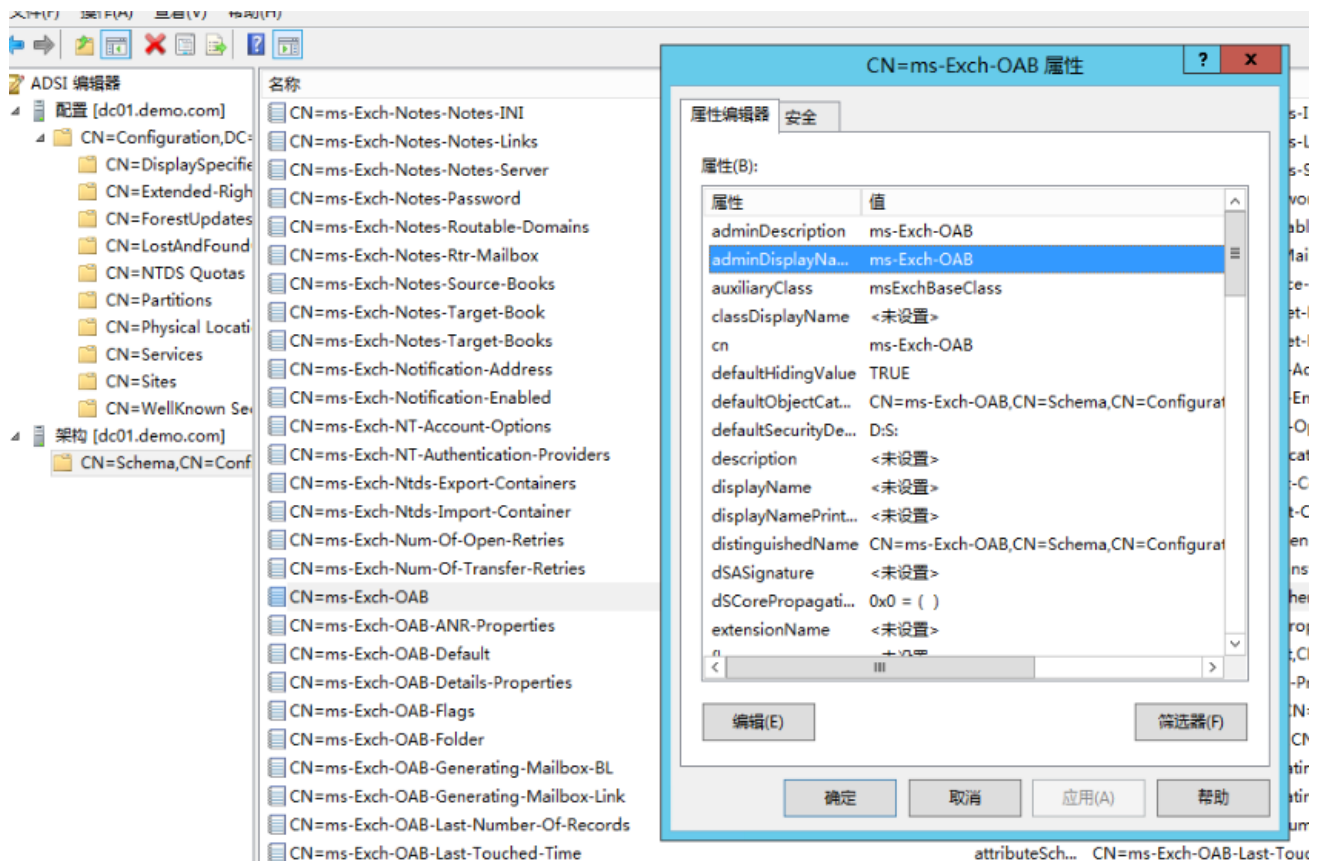 文件(F) 操作(A) 查看(V) 帮助(H)
ADSI 编辑器
配置 [dc01.demo.com]
CN=Configuration,DC=
CN=DisplaySpecifie
CN=Extended-Righ
CN=ForestUpdates
CN=LostAndFound
CN=NTDS Quotas
CN=Partitions
CN=Physical Locati
CN=Services
CN=Sites
CN=WellKnown Se
架构 [dc01.demo.com]
CN=Schema,CN=Conf
名称
CN=ms-Exch-Notes-Notes-INI
CN=ms-Exch-Notes-Notes-Links
CN=ms-Exch-Notes-Notes-Server
CN=ms-Exch-Notes-Password
CN=ms-Exch-Notes-Routable-Domains
CN=ms-Exch-Notes-Rtr-Mailbox
CN=ms-Exch-Notes-Source-Books
CN=ms-Exch-Notes-Target-Book
CN=ms-Exch-Notes-Target-Books
CN=ms-Exch-Notification-Address
CN=ms-Exch-Notification-Enabled
CN=ms-Exch-NT-Account-Options
CN=ms-Exch-NT-Authentication-Providers
CN=ms-Exch-Ntds-Export-Containers
CN=ms-Exch-Ntds-Import-Container
CN=ms-Exch-Num-Of-Open-Retries
CN=ms-Exch-Num-Of-Transfer-Retries
CN=ms-Exch-OAB
CN=ms-Exch-OAB-ANR-Properties
CN=ms-Exch-OAB-Default
CN=ms-Exch-OAB-Details-Properties
CN=ms-Exch-OAB-Flags
CN=ms-Exch-OAB-Folder
CN=ms-Exch-OAB-Generating-Mailbox-BL
CN=ms-Exch-OAB-Generating-Mailbox-Link
CN=ms-Exch-OAB-Last-Number-Of-Records
CN=ms-Exch-OAB-Last-Touched-Time attributeSch... CN=ms-Exch-OAB-Last-Touc
CN=ms-Exch-OAB 属性 ? x
属性编辑器 安全
属性(B):
属性 值
adminDescription ms-Exch-OAB
adminDisplayNa... ms-Exch-OAB
auxiliaryClass msExchBaseClass
classDisplayName <未设置>
cn ms-Exch-OAB
defaultHidingValue TRUE
defaultObjectCat... CN=ms-Exch-OAB,CN=Schema,CN=Configurat
defaultSecurityDe... D:S:
description <未设置>
displayName <未设置>
displayNamePrint... <未设置>
distinguishedName CN=ms-Exch-OAB,CN=Schema,CN=Configurat
dSASignature <未设置>
dSCorePropagati... 0x0 = ( )
extensionName <未设置>
编辑(E) 筛选器(F)
确定 取消 应用(A) 帮助